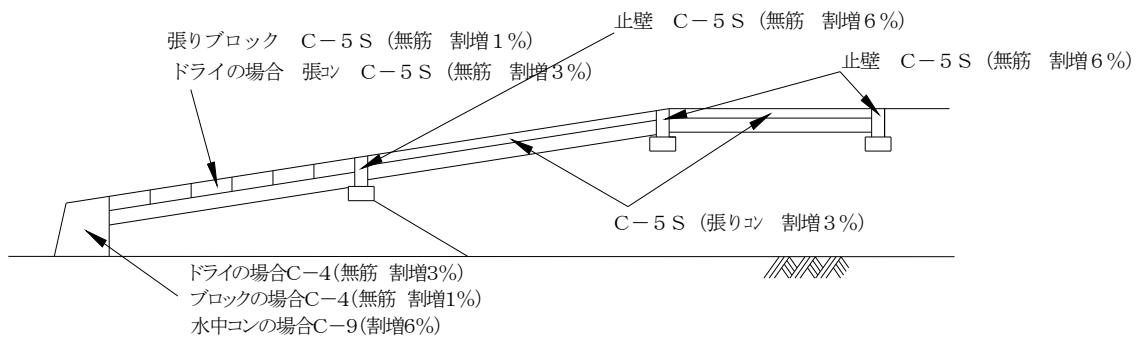 止壁 C-5S (無筋 割増6%)
張りブロック C-5S (無筋 割増1%)
ドライの場合 張コン C-5S (無筋 割増3%)
止壁 C-5S (無筋 割増6%)
C-5S (張りコン 割増3%)
ドライの場合C-4(無筋 割増3%)
ブロックの場合C-4(無筋 割増1%)
水中コンの場合C-9(割増6%)